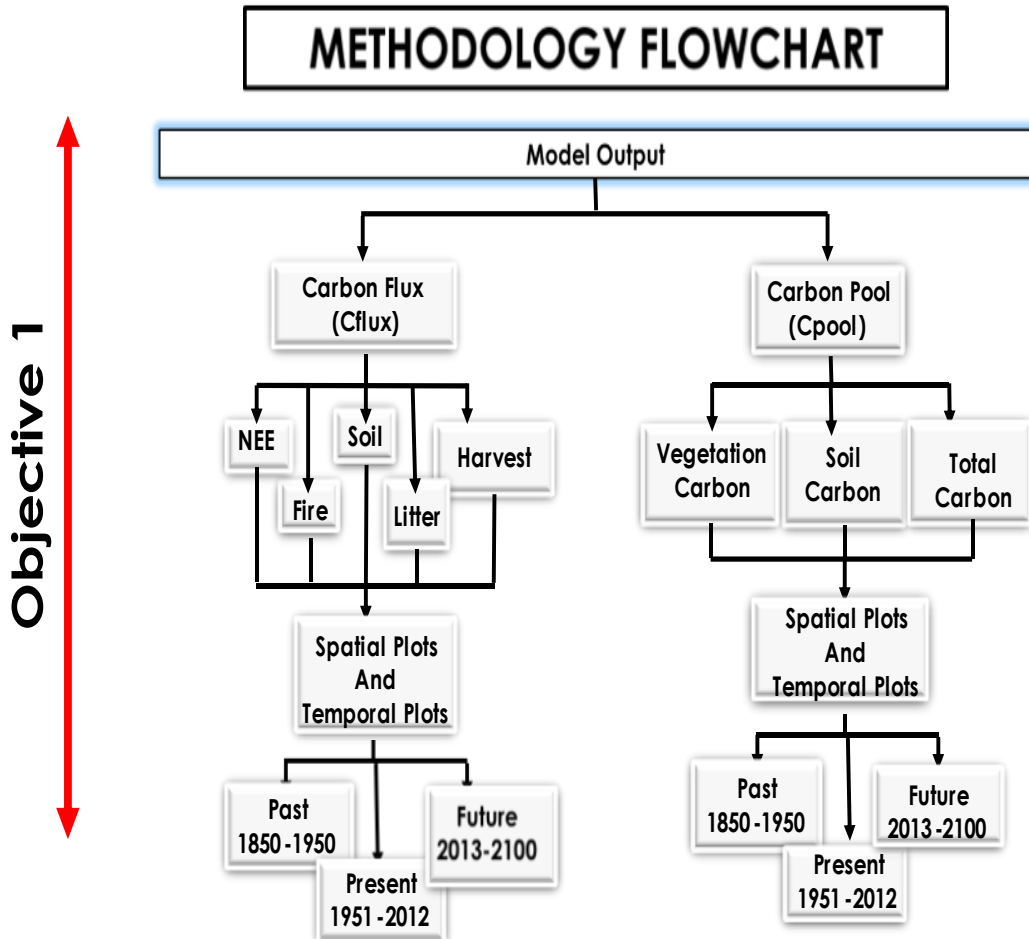 METHODOLOGY FLOWCHART
Objective 1
Model Output
Carbon Flux
(Cflux)
Carbon Pool
(Cpool)
NEE
Fire
Soil
Litter
Harvest
Vegetation
Carbon
Soil
Carbon
Total
Carbon
Spatial Plots
And
Temporal Plots
Spatial Plots
And
Temporal Plots
Past
1850-1950
Present
1951-2012
Future
2013-2100
Past
1850-1950
Present
1951-2012
Future
2013-2100